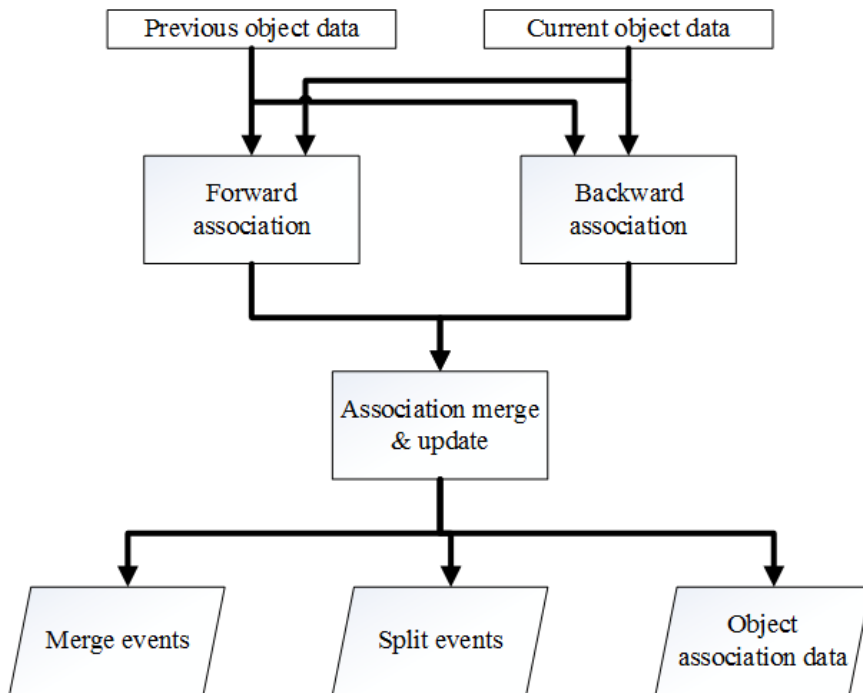 Previous object data
Current object data
Forward
association
Backward
association
Association merge
& update
Merge events
Split events
Object
association data